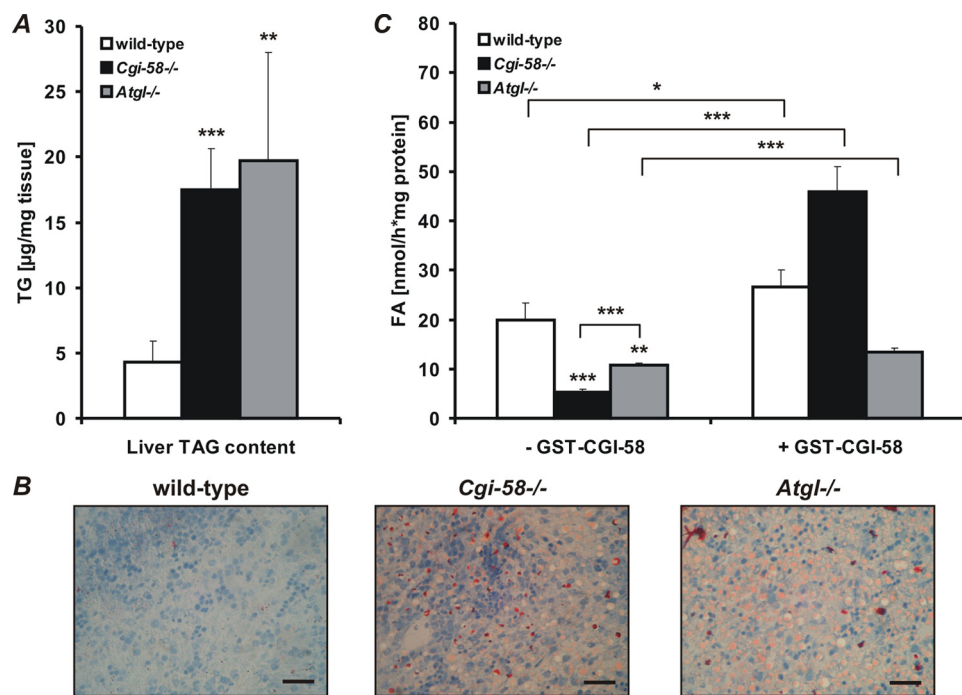 A
30
25
20
15
10
5
0
TG [µg/mg tissue]
wild-type
Cgi-58-/-
Atgl-/-
***
**
Liver TAG content
C
80
70
60
50
40
30
20
10
0
FA [nmol/h*mg protein]
wild-type
Cgi-58-/-
Atgl-/-
*
***
***
***
***
**
- GST-CGI-58
+ GST-CGI-58
B
wild-type
Cgi-58-/-
Atgl-/-